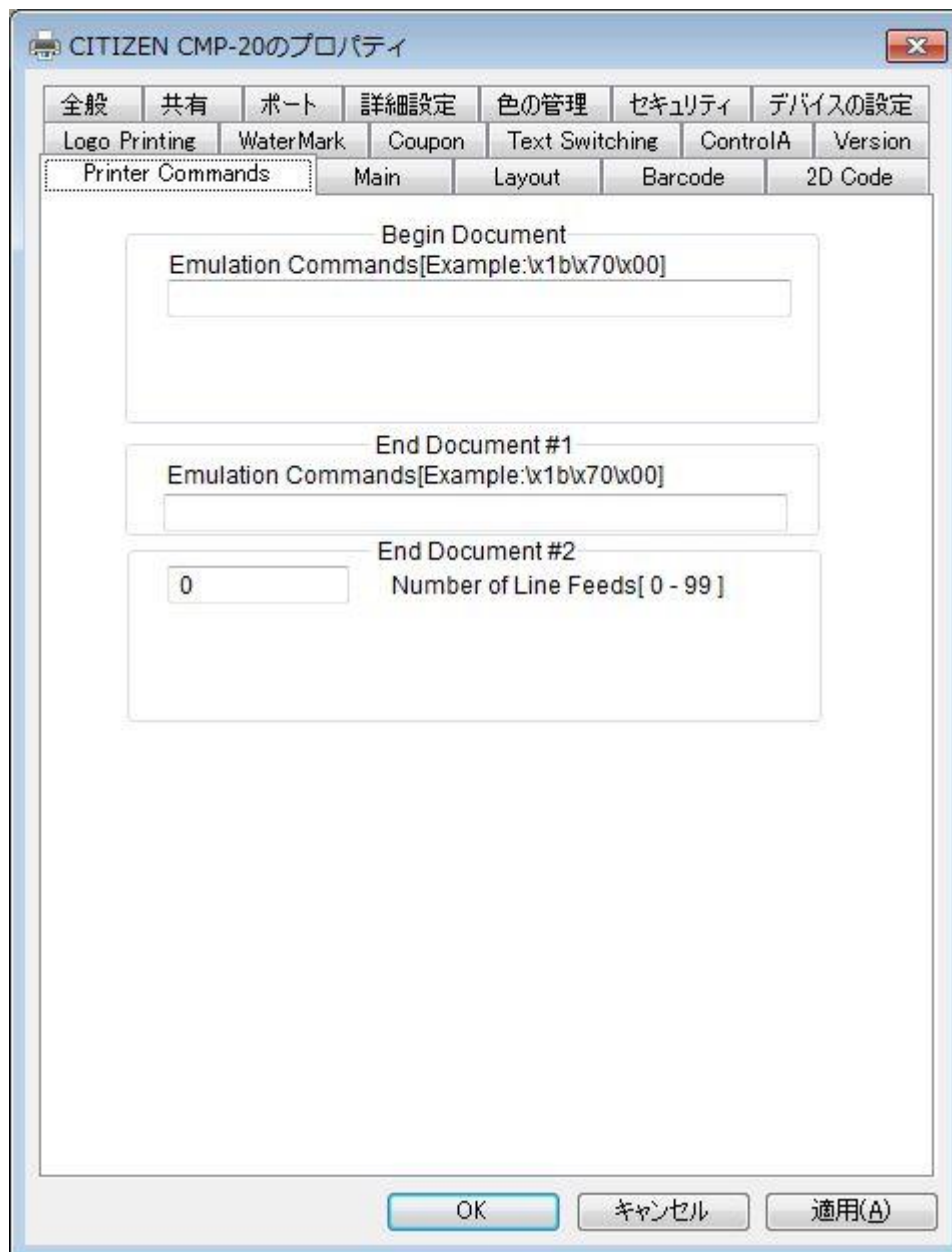 CITIZEN CMP-20のプロパティ
全般 共有 ポート 詳細設定 色の管理 セキュリティ デバイスの設定
Logo Printing WaterMark Coupon Text Switching ControlA Version
Printer Commands Main Layout Barcode 2D Code
Begin Document
Emulation Commands[Example:\x1b\x70\x00]
End Document #1
Emulation Commands[Example:\x1b\x70\x00]
End Document #2
0 Number of Line Feeds[ 0 - 99 ]
OK キャンセル 適用(A)